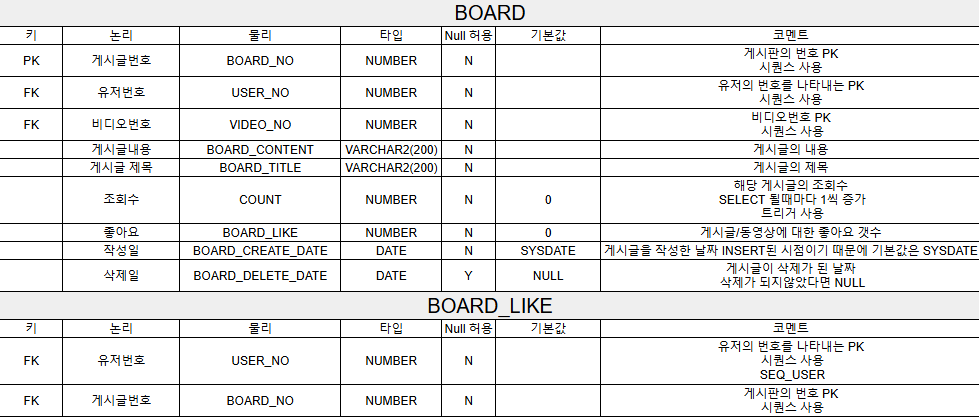 BOARD
키 논리 물리 타입 Null 허용 기본값 코멘트
PK 게시글번호 BOARD_NO NUMBER N 게시판의 번호 PK
시퀀스 사용
FK 유저번호 USER_NO NUMBER N 유저의 번호를 나타내는 PK
시퀀스 사용
FK 비디오번호 VIDEO_NO NUMBER N 비디오번호 PK
시퀀스 사용
게시글내용 BOARD_CONTENT VARCHAR2(200) N 게시글의 내용
게시글 제목 BOARD_TITLE VARCHAR2(200) N 게시글의 제목
조회수 COUNT NUMBER N 0 해당 게시글의 조회수
SELECT 될때마다 1씩 증가
트리거 사용
좋아요 BOARD_LIKE NUMBER N 0 게시글/동영상에 대한 좋아요 갯수
작성일 BOARD_CREATE_DATE DATE N SYSDATE 게시글을 작성한 날짜 INSERT된 시점이기 때문에 기본값은 SYSDATE
삭제일 BOARD_DELETE_DATE DATE Y NULL 게시글이 삭제가 된 날짜
삭제가 되지않았다면 NULL
BOARD_LIKE
키 논리 물리 타입 Null 허용 기본값 코멘트
FK 유저번호 USER_NO NUMBER N 유저의 번호를 나타내는 PK
시퀀스 사용
SEQ_USER
FK 게시글번호 BOARD_NO NUMBER N 게시판의 번호 PK
시퀀스 사용